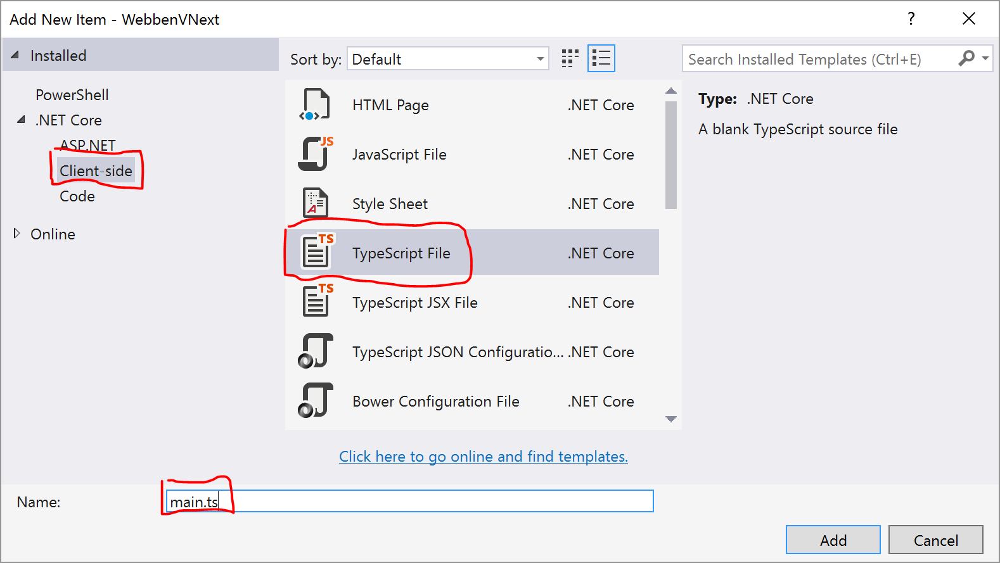 Add New Item - WebbenVNext
?
Installed
Sort by: Default
Search Installed Templates (Ctrl+E)
PowerShell
.NET Core
ASP.NET
Client-side
Code
Online
HTML Page .NET Core
JS
JavaScript File .NET Core
A
Style Sheet .NET Core
TS
TypeScript File .NET Core
TS
TypeScript JSX File .NET Core
TypeScript JSON Configuratio... .NET Core
Bower Configuration File .NET Core
Type: .NET Core
A blank TypeScript source file
Click here to go online and find templates.
Name: main.ts
Add Cancel